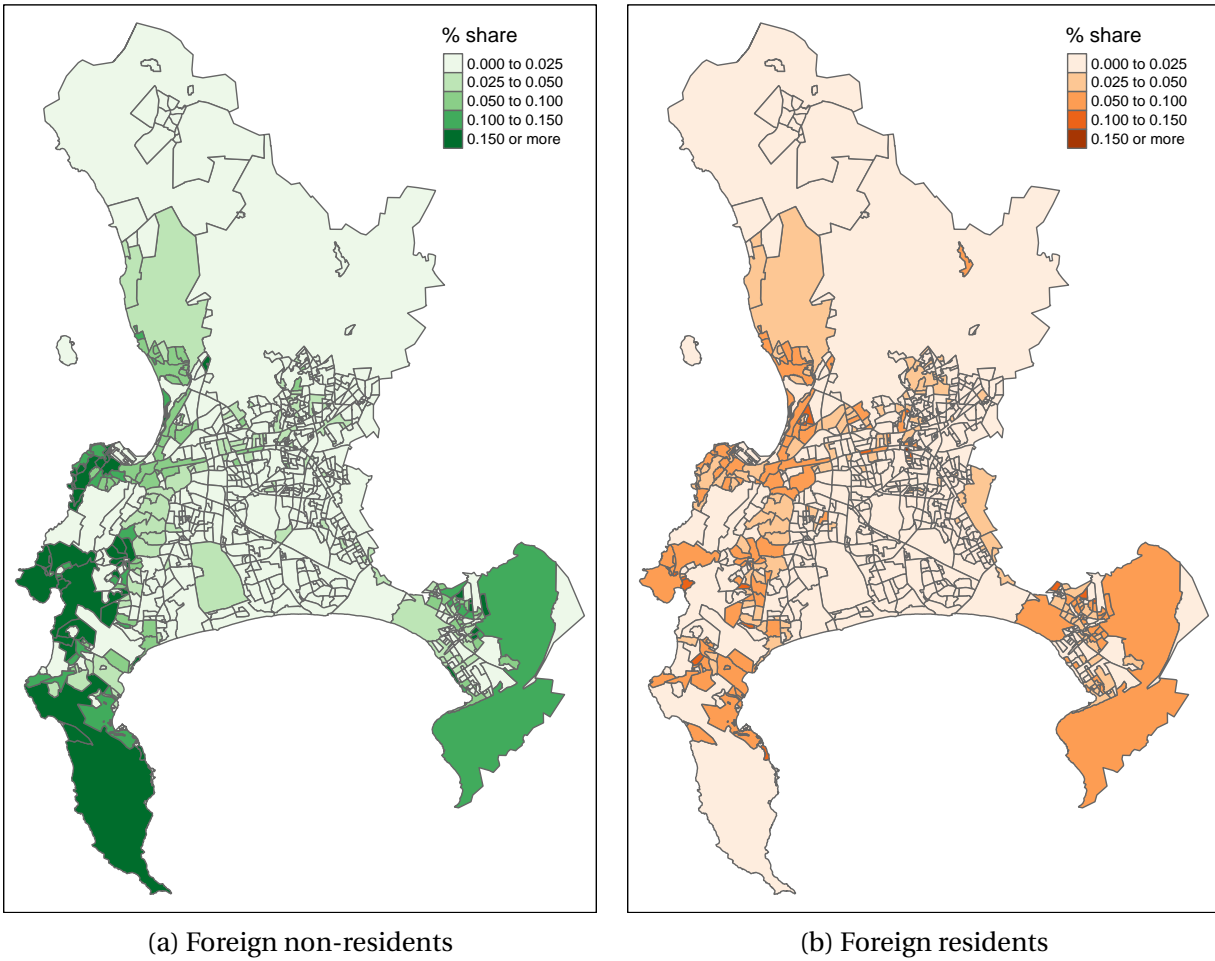 % share
0.000 to 0.025
0.025 to 0.050
0.050 to 0.100
0.100 to 0.150
0.150 or more
% share
0.000 to 0.025
0.025 to 0.050
0.050 to 0.100
0.100 to 0.150
0.150 or more
(a) Foreign non-residents
(b) Foreign residents